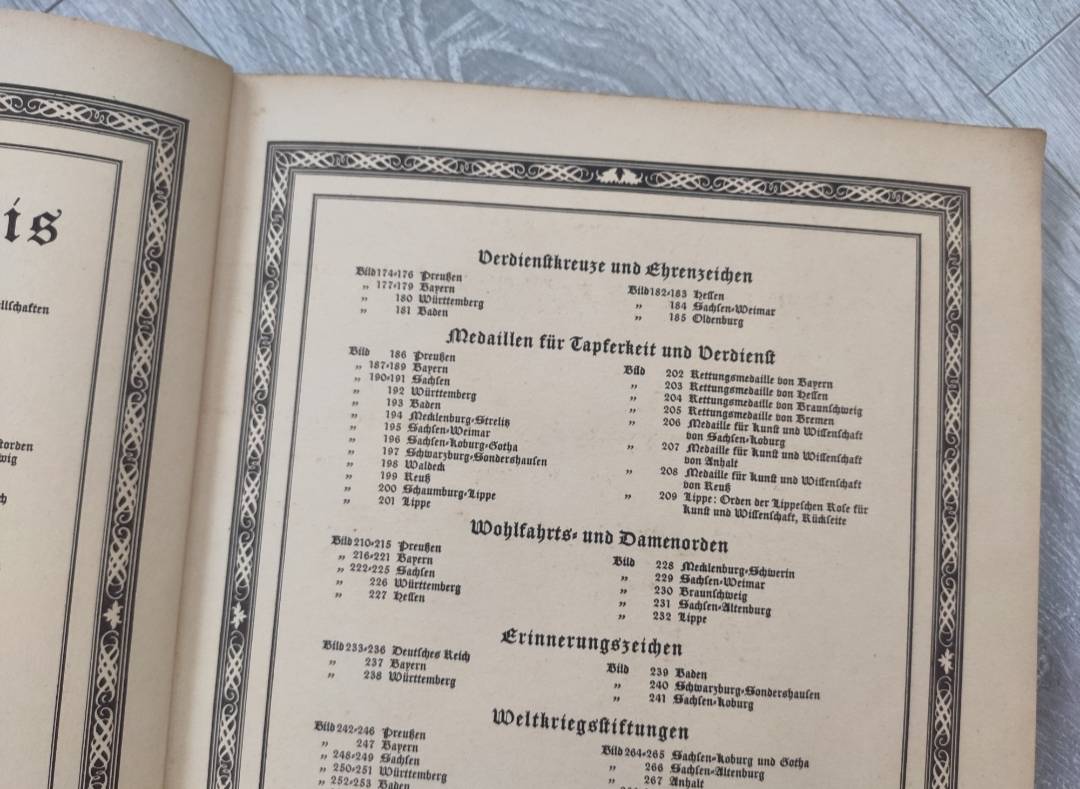 is
llschaften
torden
wig
ch
Verdienstkreuze und Ehrenzeichen
Bild 174-176 Preußen
„ 177-179 Bayern
„ 180 Württemberg
„ 181 Baden
Bild 182-183 Hessen
„ 184 Sachsen-Weimar
„ 185 Oldenburg
Medaillen für Tapferkeit und Verdienst
Bild 186 Preußen
„ 187-189 Bayern
„ 190-191 Sachsen
„ 192 Württemberg
„ 193 Baden
„ 194 Mecklenburg-Strelitz
„ 195 Sachsen-Weimar
„ 196 Sachsen-Koburg-Gotha
„ 197 Schwarzburg-Sondershausen
„ 198 Waldeck
„ 199 Reuß
„ 200 Schaumburg-Lippe
„ 201 Lippe
Bild 202 Rettungsmedaille von Bayern
„ 203 Rettungsmedaille von Hessen
„ 204 Rettungsmedaille von Braunschweig
„ 205 Rettungsmedaille von Bremen
„ 206 Medaille für Kunst und Wissenschaft
von Sachsen-Koburg
„ 207 Medaille für Kunst und Wissenschaft
von Anhalt
„ 208 Medaille für Kunst und Wissenschaft
von Reuß
„ 209 Lippe: Orden der Lippeschen Rose für
Kunst und Wissenschaft, Rückseite
Wohlfahrts- und Damenorden
Bild 210-215 Preußen
„ 216-221 Bayern
„ 222-225 Sachsen
„ 226 Württemberg
„ 227 Hessen
Bild 228 Mecklenburg-Schwerin
„ 229 Sachsen-Weimar
„ 230 Braunschweig
„ 231 Sachsen-Altenburg
„ 232 Lippe
Erinnerungszeichen
Bild 233-236 Deutsches Reich
„ 237 Bayern
„ 238 Württemberg
Bild 239 Baden
„ 240 Schwarzburg-Sondershausen
„ 241 Sachsen-Koburg
Weltkriegsstiftungen
Bild 242-246 Preußen
„ 247 Bayern
„ 248-249 Sachsen
„ 250-251 Württemberg
„ 252-253 Baden
Bild 264-265 Sachsen-Koburg und Gotha
„ 266 Sachsen-Altenburg
„ 267 Anhalt